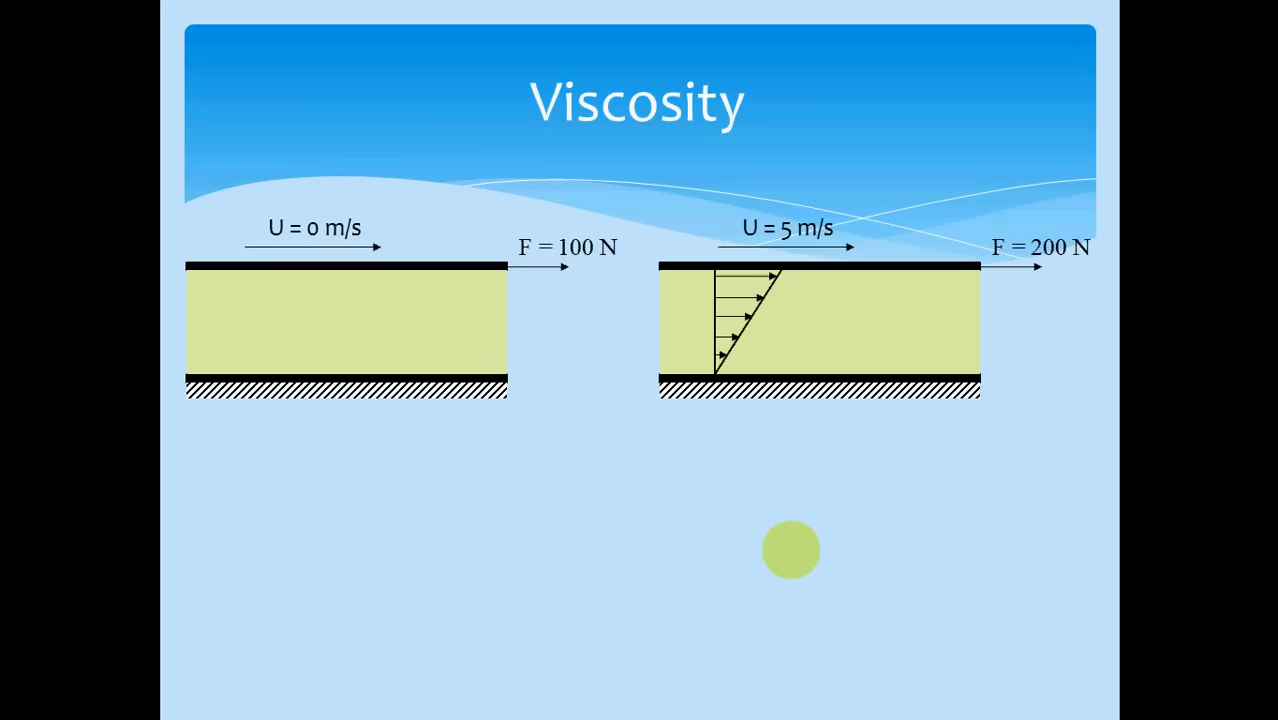 Viscosity
U = 0 m/s
F = 100 N
U = 5 m/s
F = 200 N